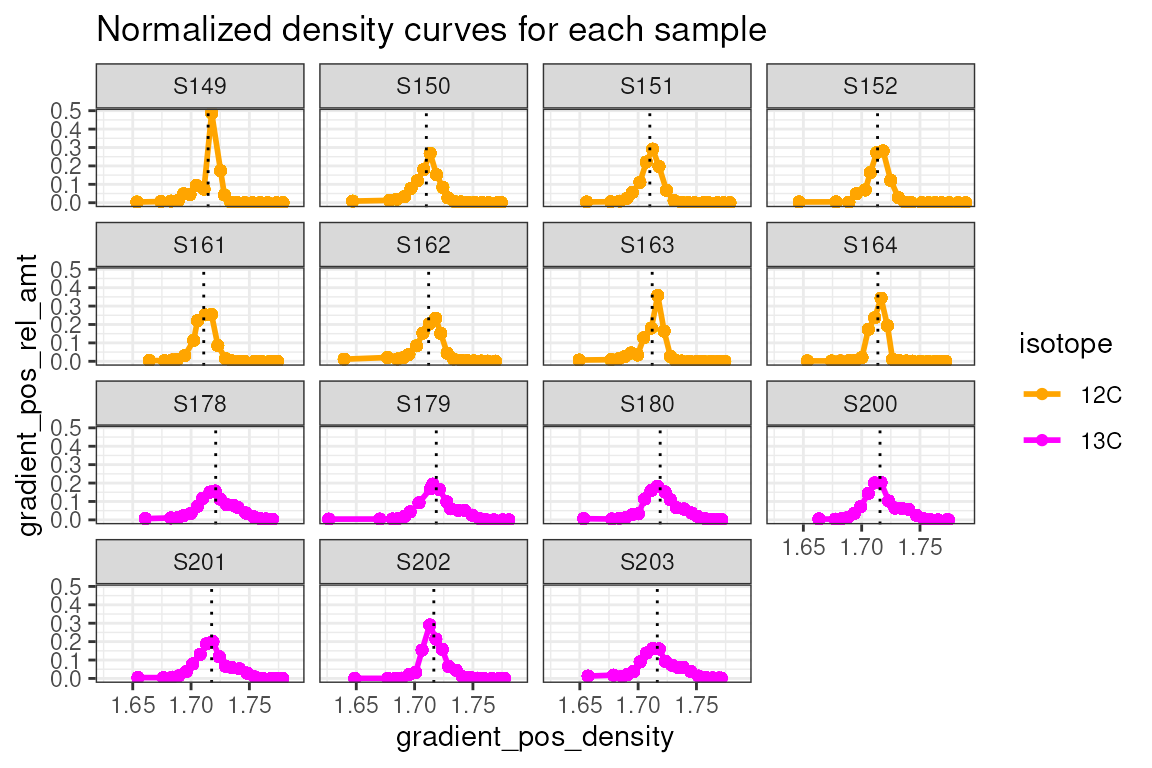 Normalized density curves for each sample
S149 S150 S151 S152
0.5
0.4
0.3
0.2
0.1
0.0
S161 S162 S163 S164
0.5
0.4
0.3
0.2
0.1
0.0
S178 S179 S180 S200
0.5
0.4
0.3
0.2
0.1
0.0
1.65 1.70 1.75
S201 S202 S203
0.5
0.4
0.3
0.2
0.1
0.0
1.65 1.70 1.75 1.65 1.70 1.75 1.65 1.70 1.75
gradient_pos_density
gradient_pos_rel_amt
isotope
12C
13C